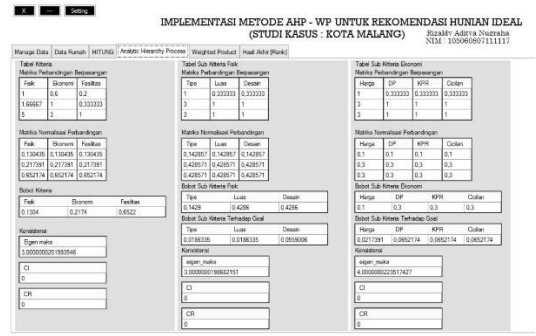 X
—
Setting
IMPLEMENTASI METODE AHP - WP UNTUK REKOMENDASI HUNIAN IDEAL
(STUDI KASUS : KOTA MALANG)
Rizaldy Aditya Nugraha
NIM : 105060807111117
Manage Data Data Rumah HITUNG Analytic Hierarchy Process Weighted Product Hasil Akhir [Rank]
Tabel Kriteria
Matriks Perbandingan Berpasangan
Fisik Ekonomi Fasilitas
1 0,6 0,2
1,66667 1 0,333333
5 3 1
Matriks Normalisasi Perbandingan
Fisik Ekonomi Fasilitas
0,130435 0,130435 0,130435
0,217391 0,217391 0,217391
0,652174 0,652174 0,652174
Bobot Kriteria
Fisik Ekonomi Fasilitas
0,1304 0,2174 0,6522
Konsistensi
Eigen maks
3,0000000201993546
CI
0
CR
0
Tabel Sub Kriteria Fisik
Matriks Perbandingan Berpasangan
Tipe Luas Desain
1 0,333333 0,333333
3 1 1
3 1 1
Matriks Normalisasi Perbandingan
Tipe Luas Desain
0,142857 0,142857 0,142857
0,428571 0,428571 0,428571
0,428571 0,428571 0,428571
Bobot Sub Kriteria Fisik
Tipe Luas Desain
0,1429 0,4286 0,4286
Bobot Sub Kriteria Terhadap Goal
Tipe Luas Desain
0,0186335 0,0186335 0,0559006
Konsistensi
eigen_maks
3,0000000198682151
CI
0
CR
0
Tabel Sub Kriteria Ekonomi
Matriks Perbandingan Berpasangan
Harga DP KPR Cicilan
1 0,333333 0,333333 0,333333
3 1 1 1
3 1 1 1
Matriks Normalisasi Perbandingan
Harga DP KPR Cicilan
0,1 0,1 0,1 0,1
0,3 0,3 0,3 0,3
0,3 0,3 0,3 0,3
Bobot Sub Kriteria Ekonomi
Harga DP KPR Cicilan
0,1 0,3 0,3 0,3
Bobot Sub Kriteria Terhadap Goal
Harga DP KPR Cicilan
0,0217391 0,0652174 0,0652174 0,0652174
Konsistensi
eigen_maks
4,0000000223517427
CI
0
CR
0